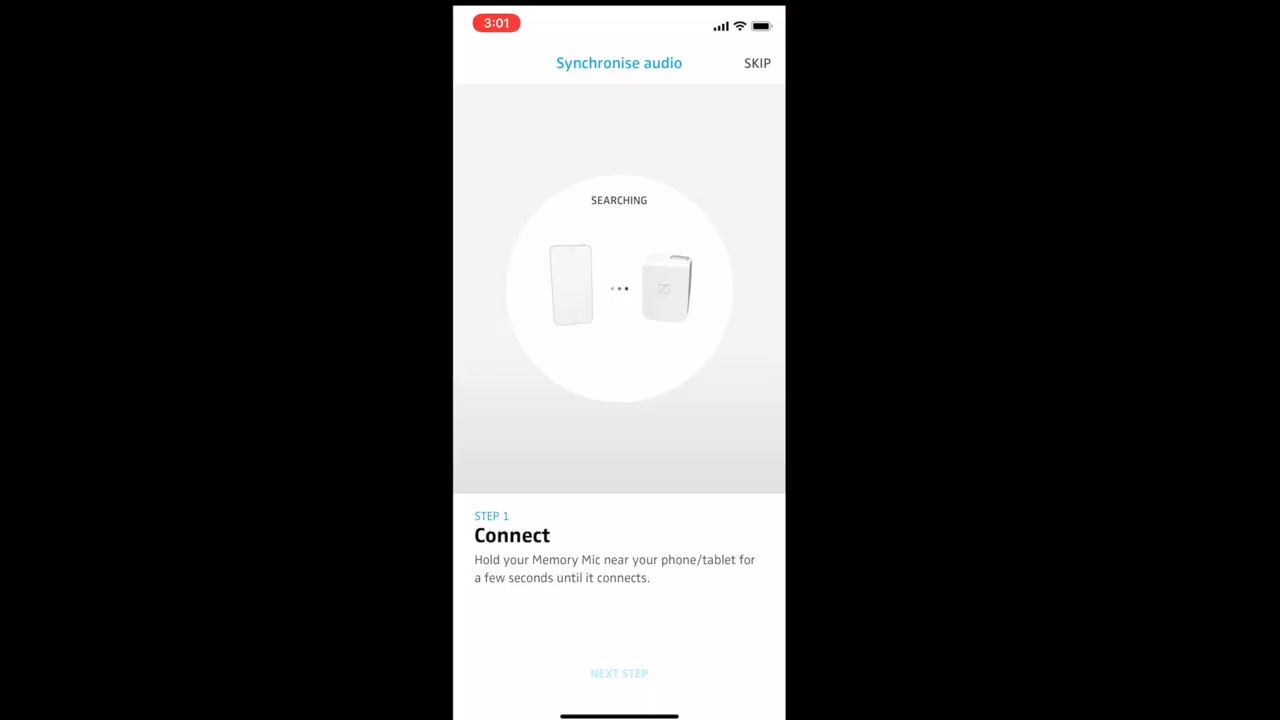 3:01
Synchronise audio
SKIP
SEARCHING
STEP 1
Connect
Hold your Memory Mic near your phone/tablet for
a few seconds until it connects.
NEXT STEP